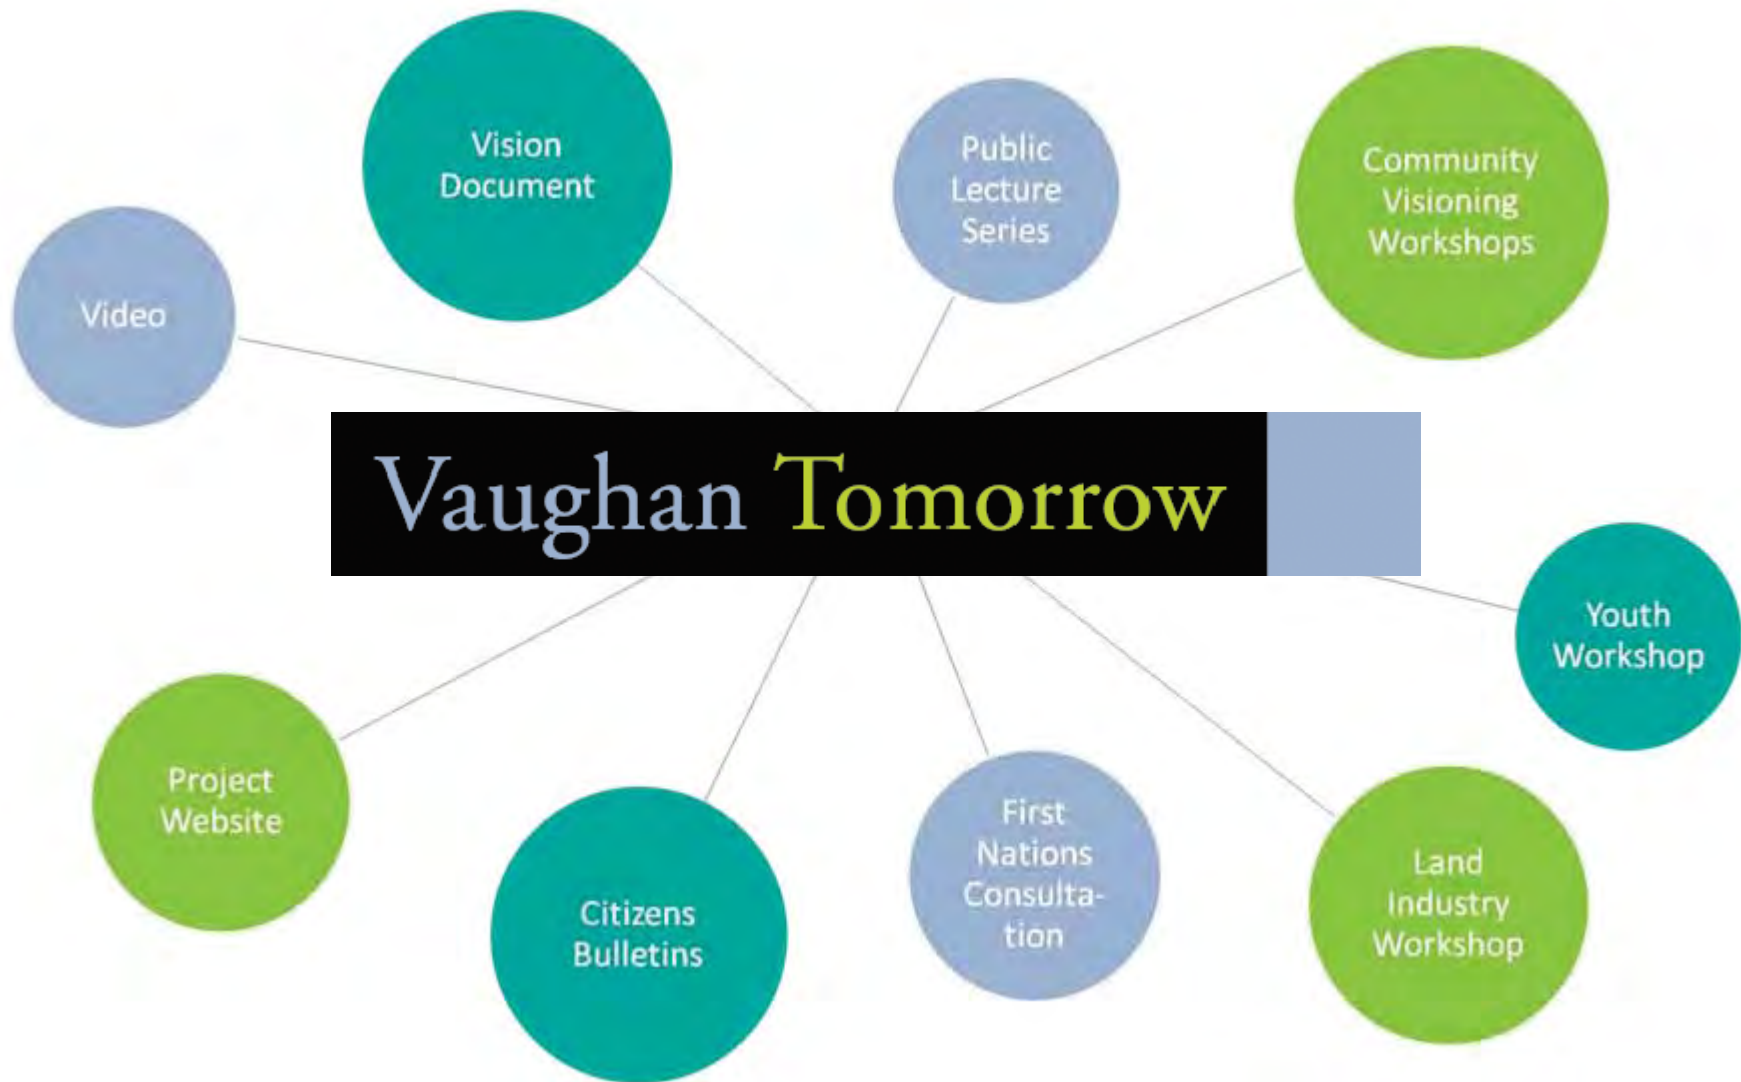 Vision
Document
Public
Lecture
Series
Community
Visioning
Workshops
Video
Vaughan Tomorrow
Youth
Workshop
Project
Website
Citizens
Bulletins
First
Nations
Consulta-
tion
Land
Industry
Workshop